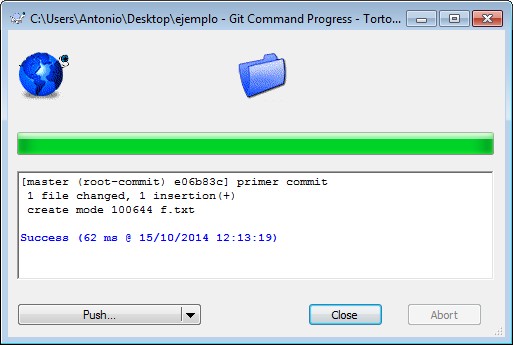 C:\Users\Antonio\Desktop\ejemplo - Git Command Progress - Torto...
[master (root-commit) e06b83c] primer commit
1 file changed, 1 insertion(+)
create mode 100644 f.txt
Success (62 ms @ 15/10/2014 12:13:19)
Push...
Close
Abort